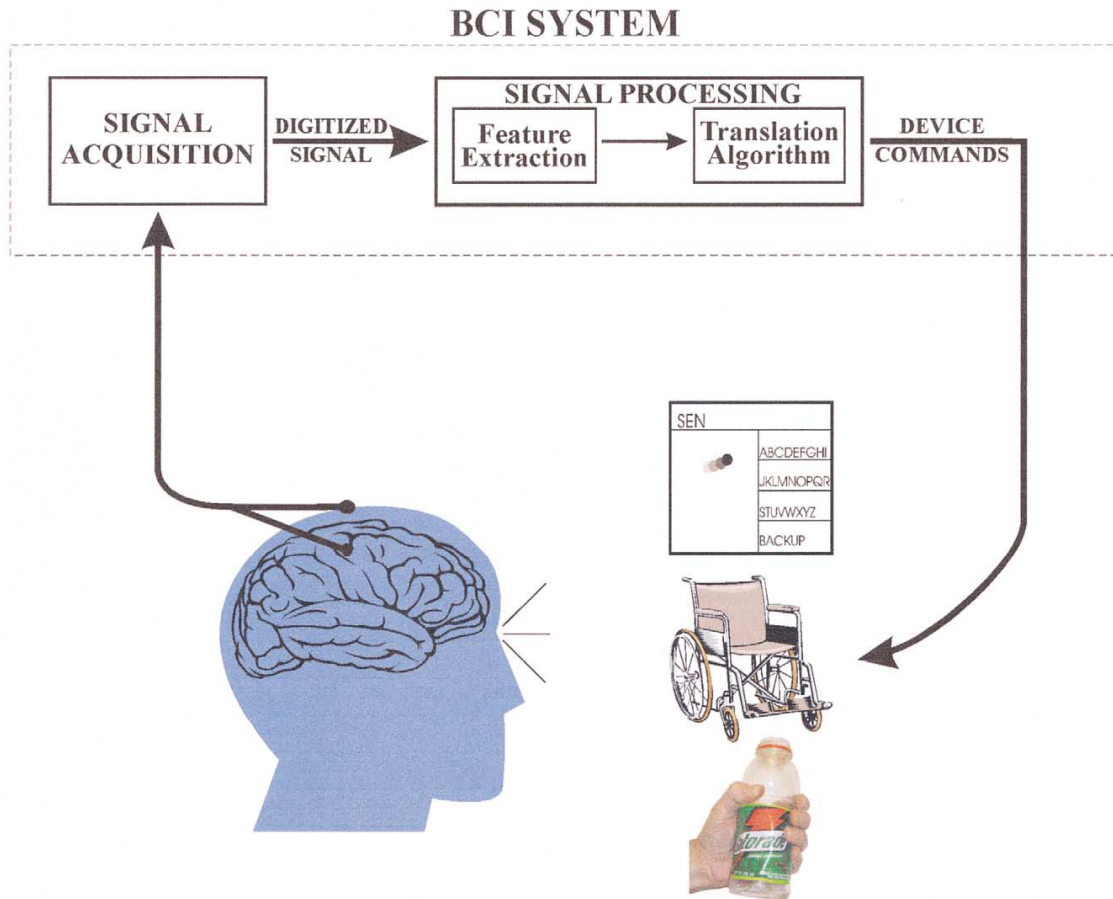 BCI SYSTEM
SIGNAL
ACQUISITION
DIGITIZED
SIGNAL
SIGNAL PROCESSING
Feature
Extraction
Translation
Algorithm
DEVICE
COMMANDS
SEN
ABCDEFGHI
JKLMNOPQR
STUVWXYZ
BACKUP
torade